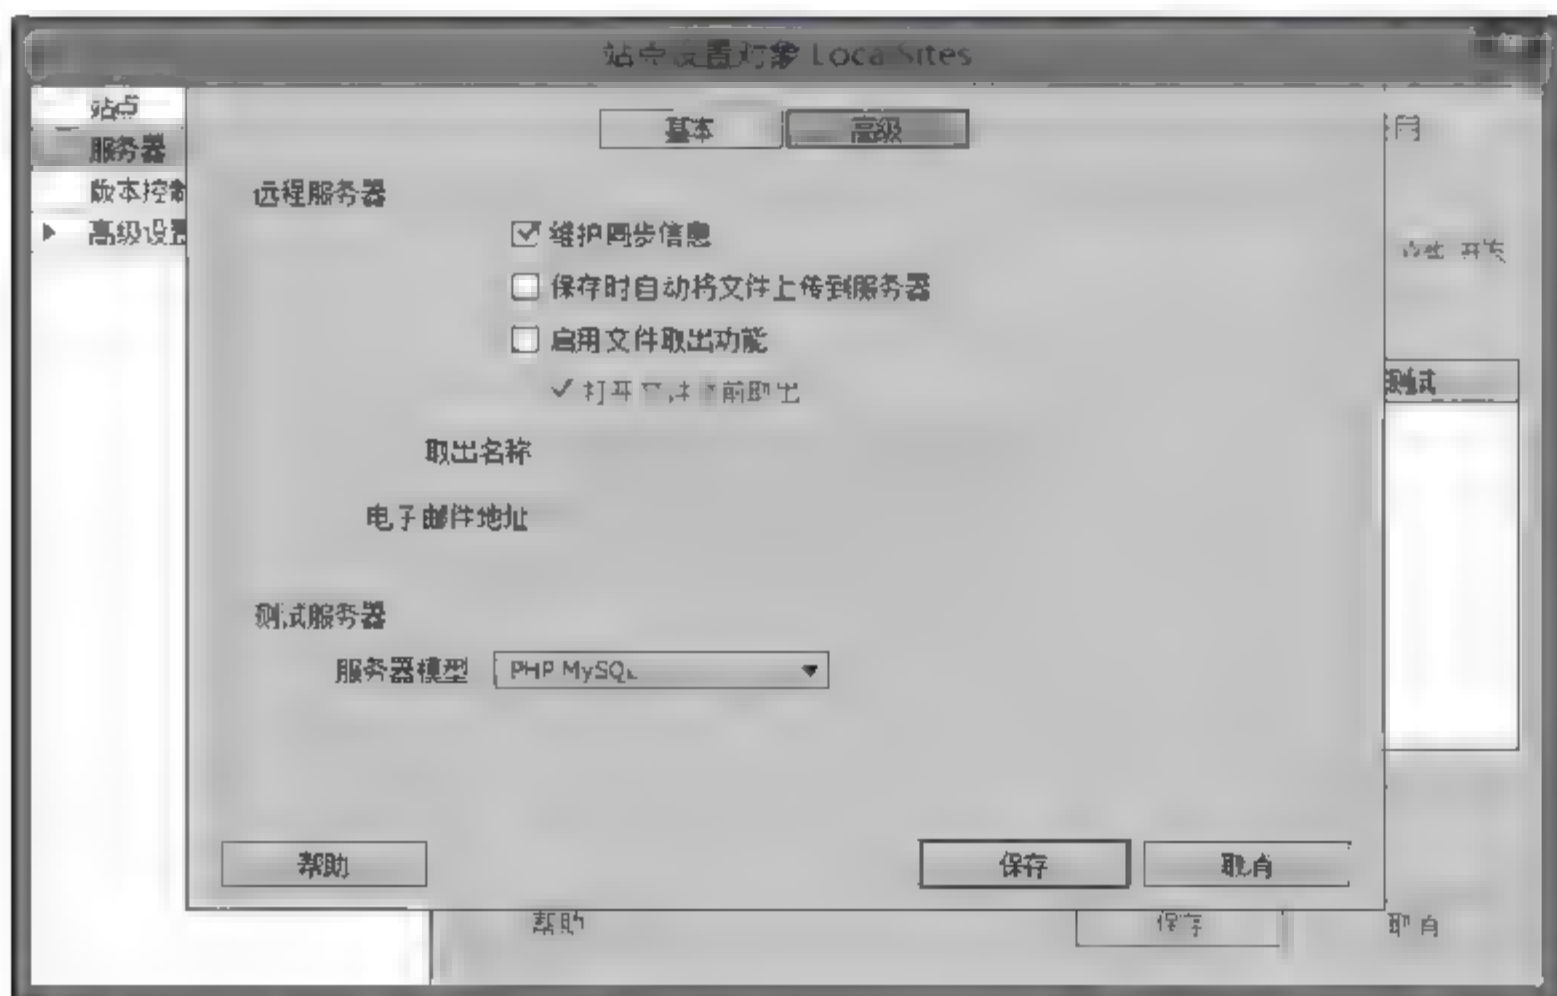 站点设置对象 LocaSites
站点
服务器
版本控制
高级设置
基本 高级
远程服务器
维护同步信息
保存时自动将文件上传到服务器
启用文件取出功能
取出名称
电子邮件地址
测试服务器
服务器模型 PHP MySQL
帮助 保存 取消
帮助 保存 取消